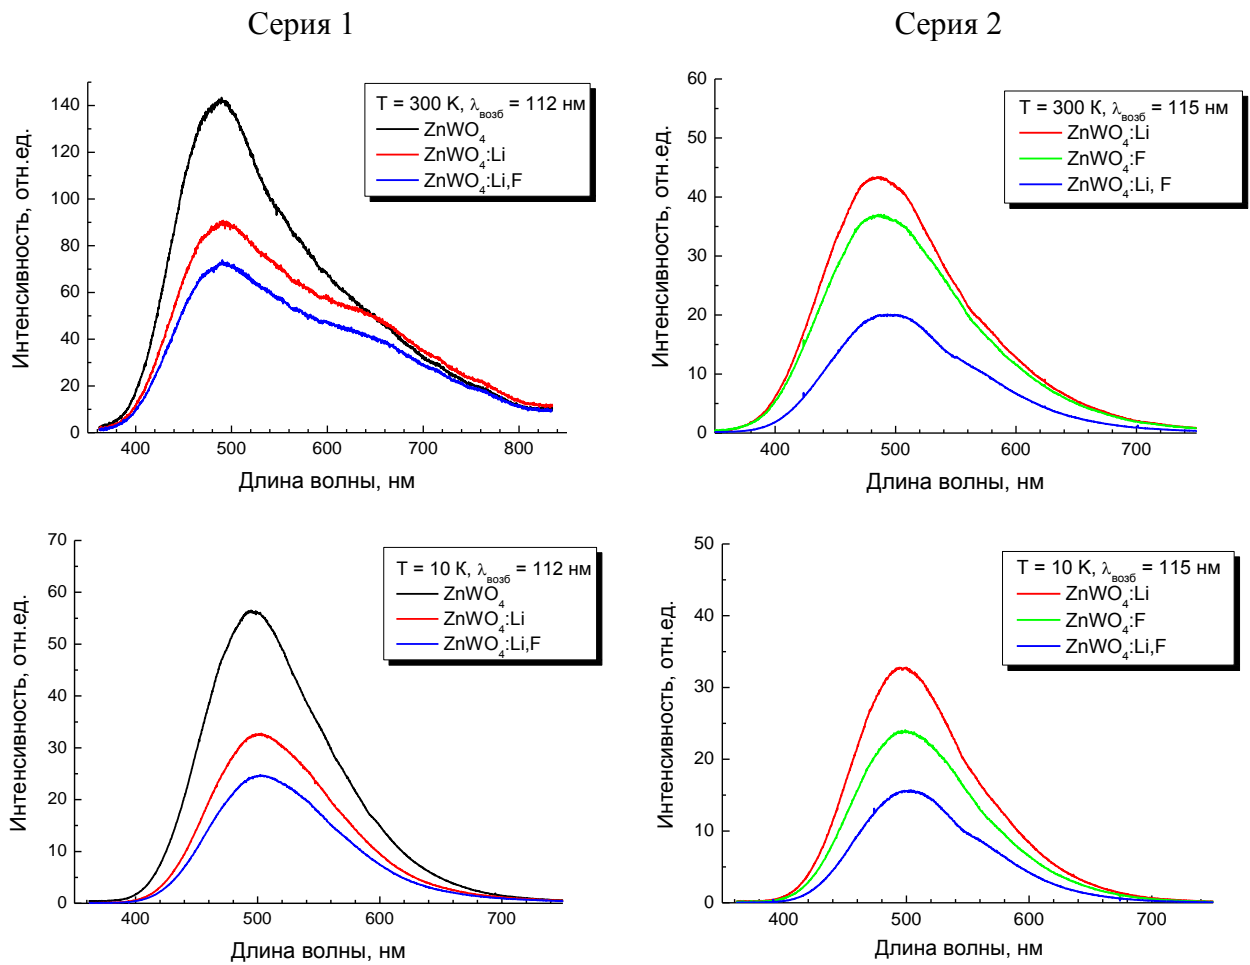 Серия 1
Серия 2
T = 300 K, λвозб = 112 нм
ZnWO4
ZnWO4:Li
ZnWO4:Li,F
Интенсивность, отн.ед.
0
20
40
60
80
100
120
140
400
500
600
700
800
Длина волны, нм
T = 300 K, λвозб = 115 нм
ZnWO4:Li
ZnWO4:F
ZnWO4:Li, F
Интенсивность, отн.ед.
0
10
20
30
40
50
60
400
500
600
700
Длина волны, нм
T = 10 K, λвозб = 112 нм
ZnWO4
ZnWO4:Li
ZnWO4:Li,F
Интенсивность, отн.ед.
0
10
20
30
40
50
60
70
400
500
600
700
Длина волны, нм
T = 10 K, λвозб = 115 нм
ZnWO4:Li
ZnWO4:F
ZnWO4:Li,F
Интенсивность, отн.ед.
0
10
20
30
40
50
400
500
600
700
Длина волны, нм